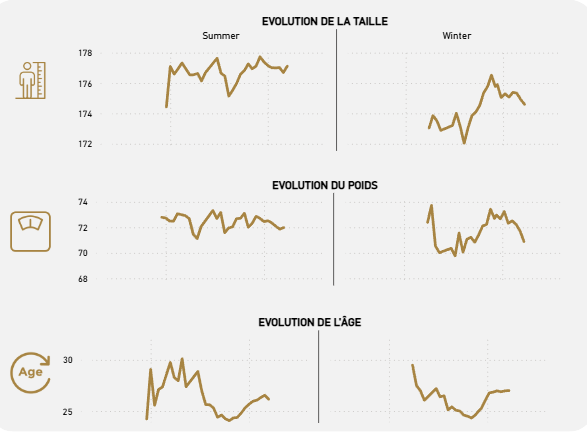 EVOLUTION DE LA TAILLE
Summer
Winter
178
176
174
172
EVOLUTION DU POIDS
74
72
70
68
EVOLUTION DE L'ÂGE
30
Age
25